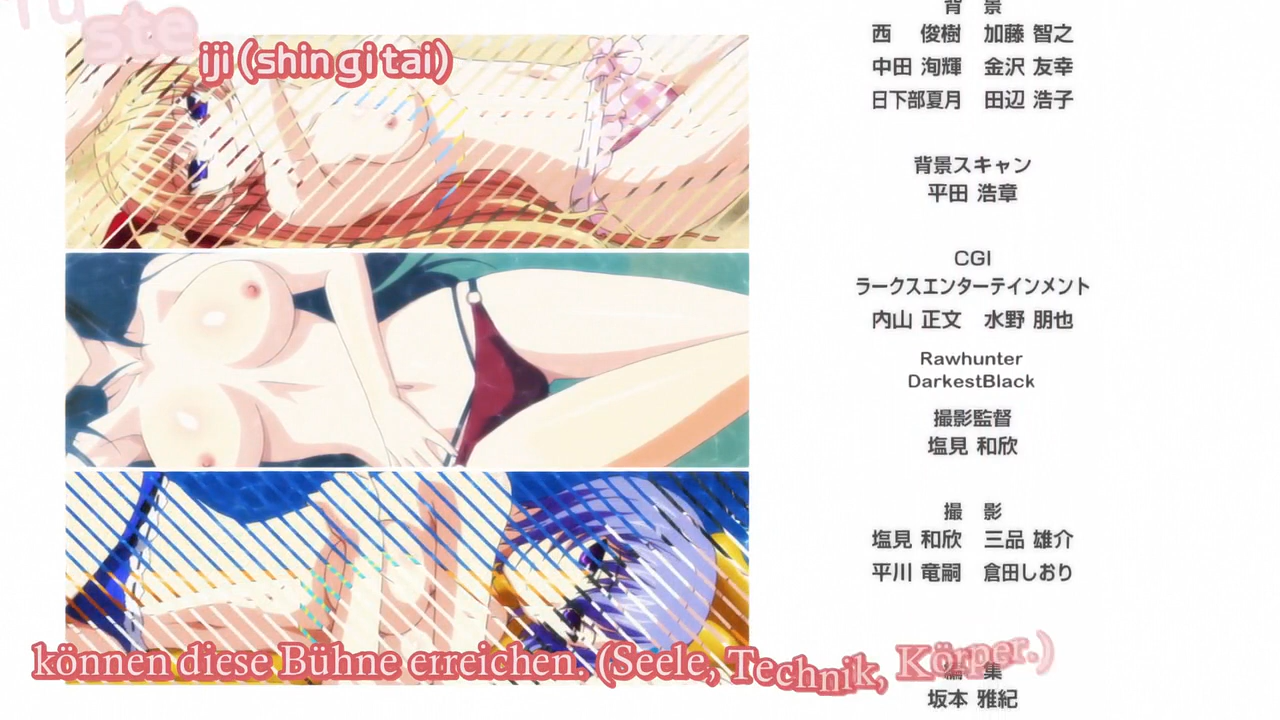 ste
iji (shin gi tai)
背 景
西 俊樹 加藤 智之
中田 洵輝 金沢 友幸
日下部夏月 田辺 浩子
背景スキャン
平田 浩章
CGI
ラークスエンターテインメント
内山 正文 水野 朋也
Rawhunter
DarkestBlack
撮影監督
塩見 和欣
撮 影
塩見 和欣 三品 雄介
平川 竜嗣 倉田しおり
können diese Bühne erreichen. (Seele, Technik, Körper.)
編 集
坂本 雅紀